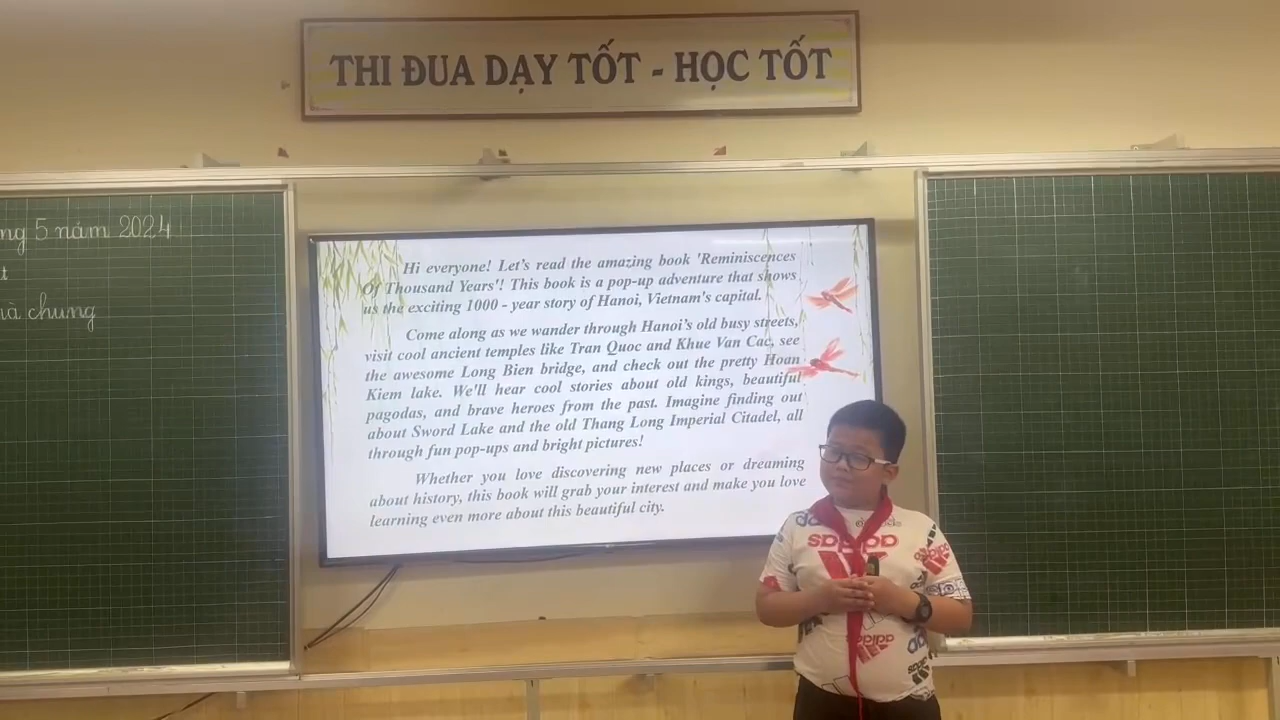 THI ĐUA DẠY TỐT - HỌC TỐT
ng 5 năm 2024
chung
Hi everyone! Let's read the amazing book 'Reminiscences
Of Thousand Years'! This book is a pop-up adventure that shows
us the exciting 1000 - year story of Hanoi, Vietnam's capital.
Come along as we wander through Hanoi's old busy streets,
visit cool ancient temples like Tran Quoc and Khue Van Cac, see
the awesome Long Bien bridge, and check out the pretty Hoan
Kiem lake. We'll hear cool stories about old kings, beautiful
pagodas, and brave heroes from the past. Imagine finding out
about Sword Lake and the old Thang Long Imperial Citadel, all
through fun pop-ups and bright pictures!
Whether you love discovering new places or dreaming
about history, this book will grab your interest and make you love
learning even more about this beautiful city.